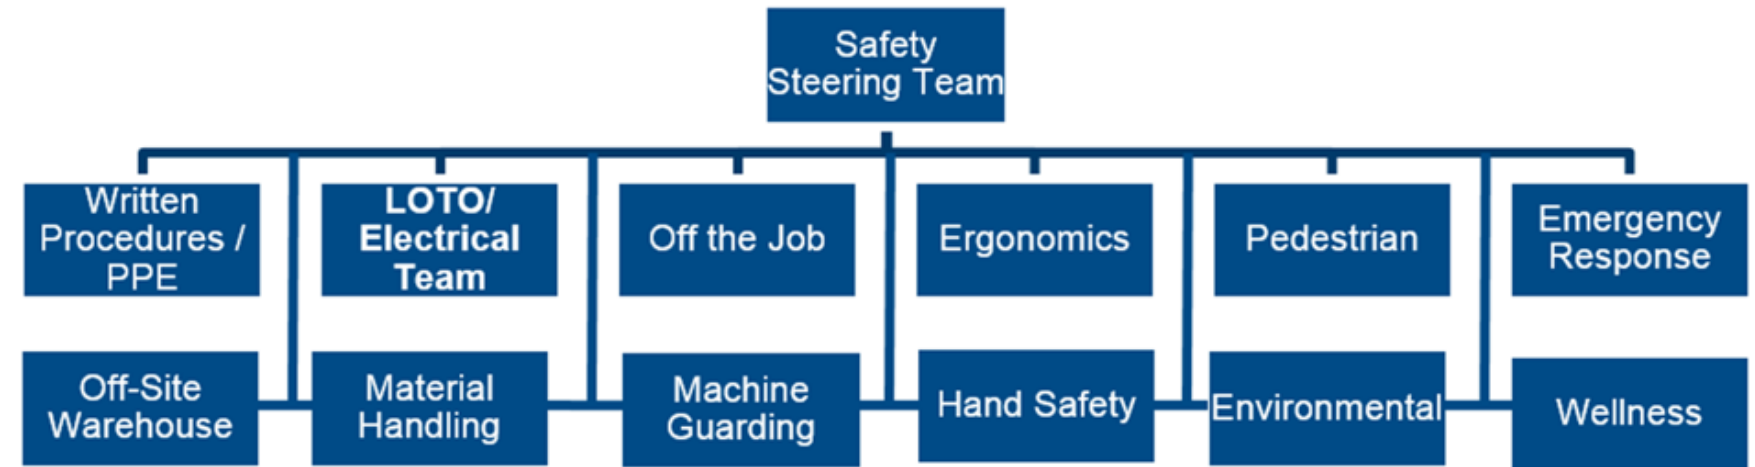 Safety
Steering Team
Written
Procedures /
PPE
LOTO/
Electrical
Team
Off the Job
Ergonomics
Pedestrian
Emergency
Response
Off-Site
Warehouse
Material
Handling
Machine
Guarding
Hand Safety
Environmental
Wellness